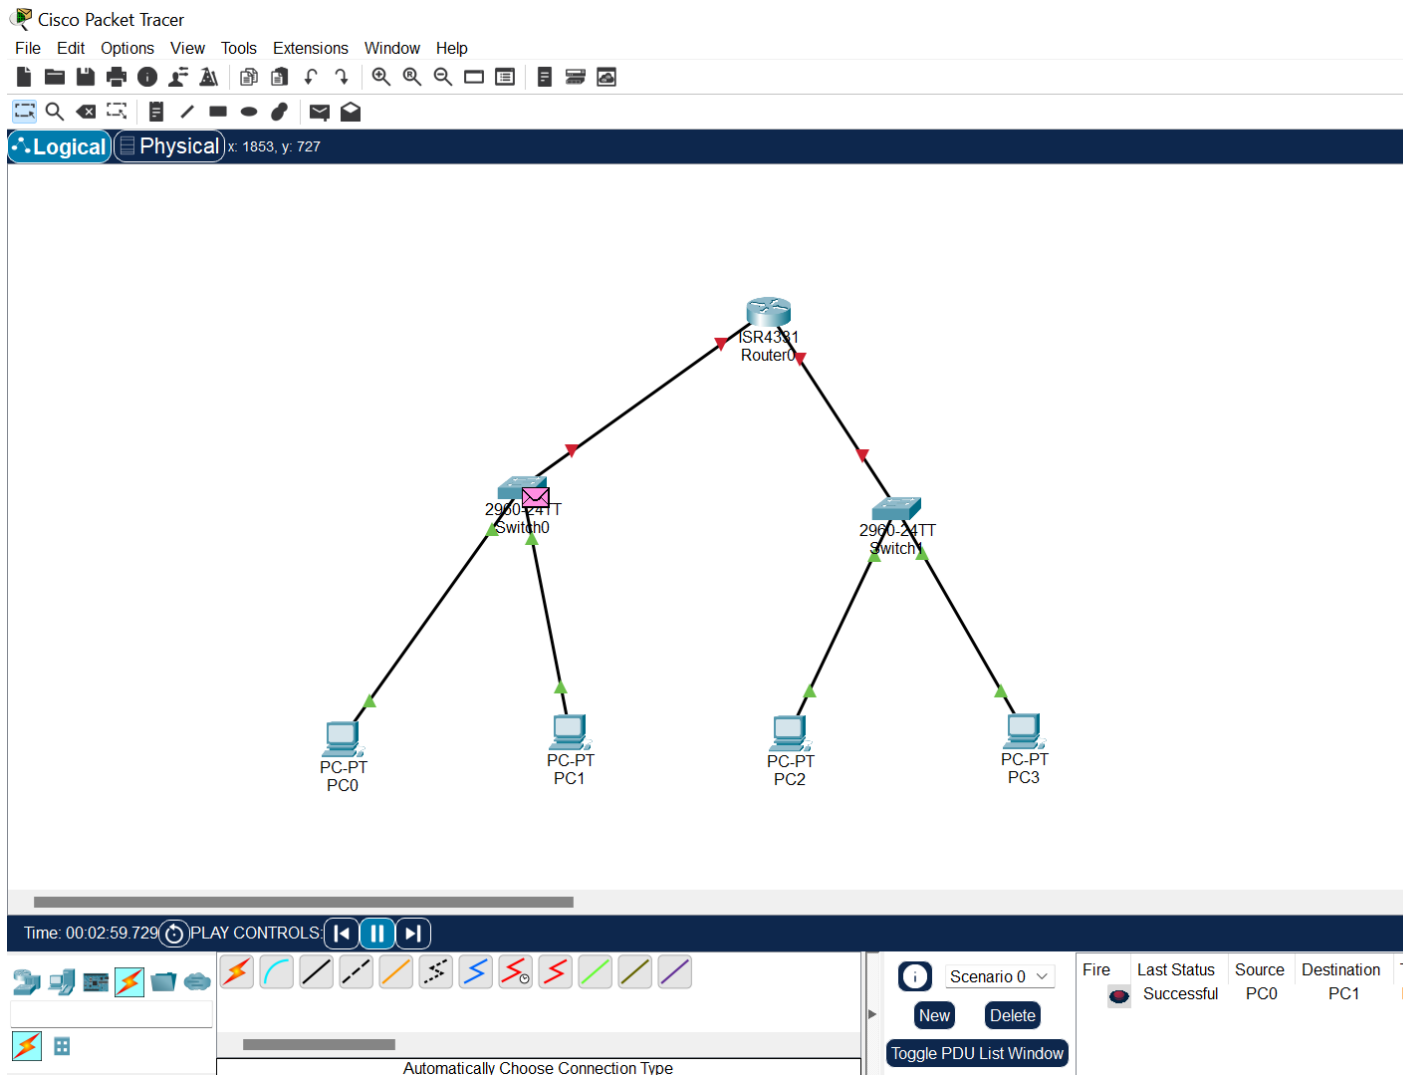 Cisco Packet Tracer
File Edit Options View Tools Extensions Window Help
Logical Physical x: 1853, y: 727
ISR4331
Router0
2960-24TT
Switch0
2960-24TT
Switch1
PC-PT
PC0
PC-PT
PC1
PC-PT
PC2
PC-PT
PC3
Time: 00:02:59.729 PLAY CONTROLS:
Scenario 0
New Delete
Toggle PDU List Window
Fire Last Status Source Destination
Successful PC0 PC1
Automatically Choose Connection Type